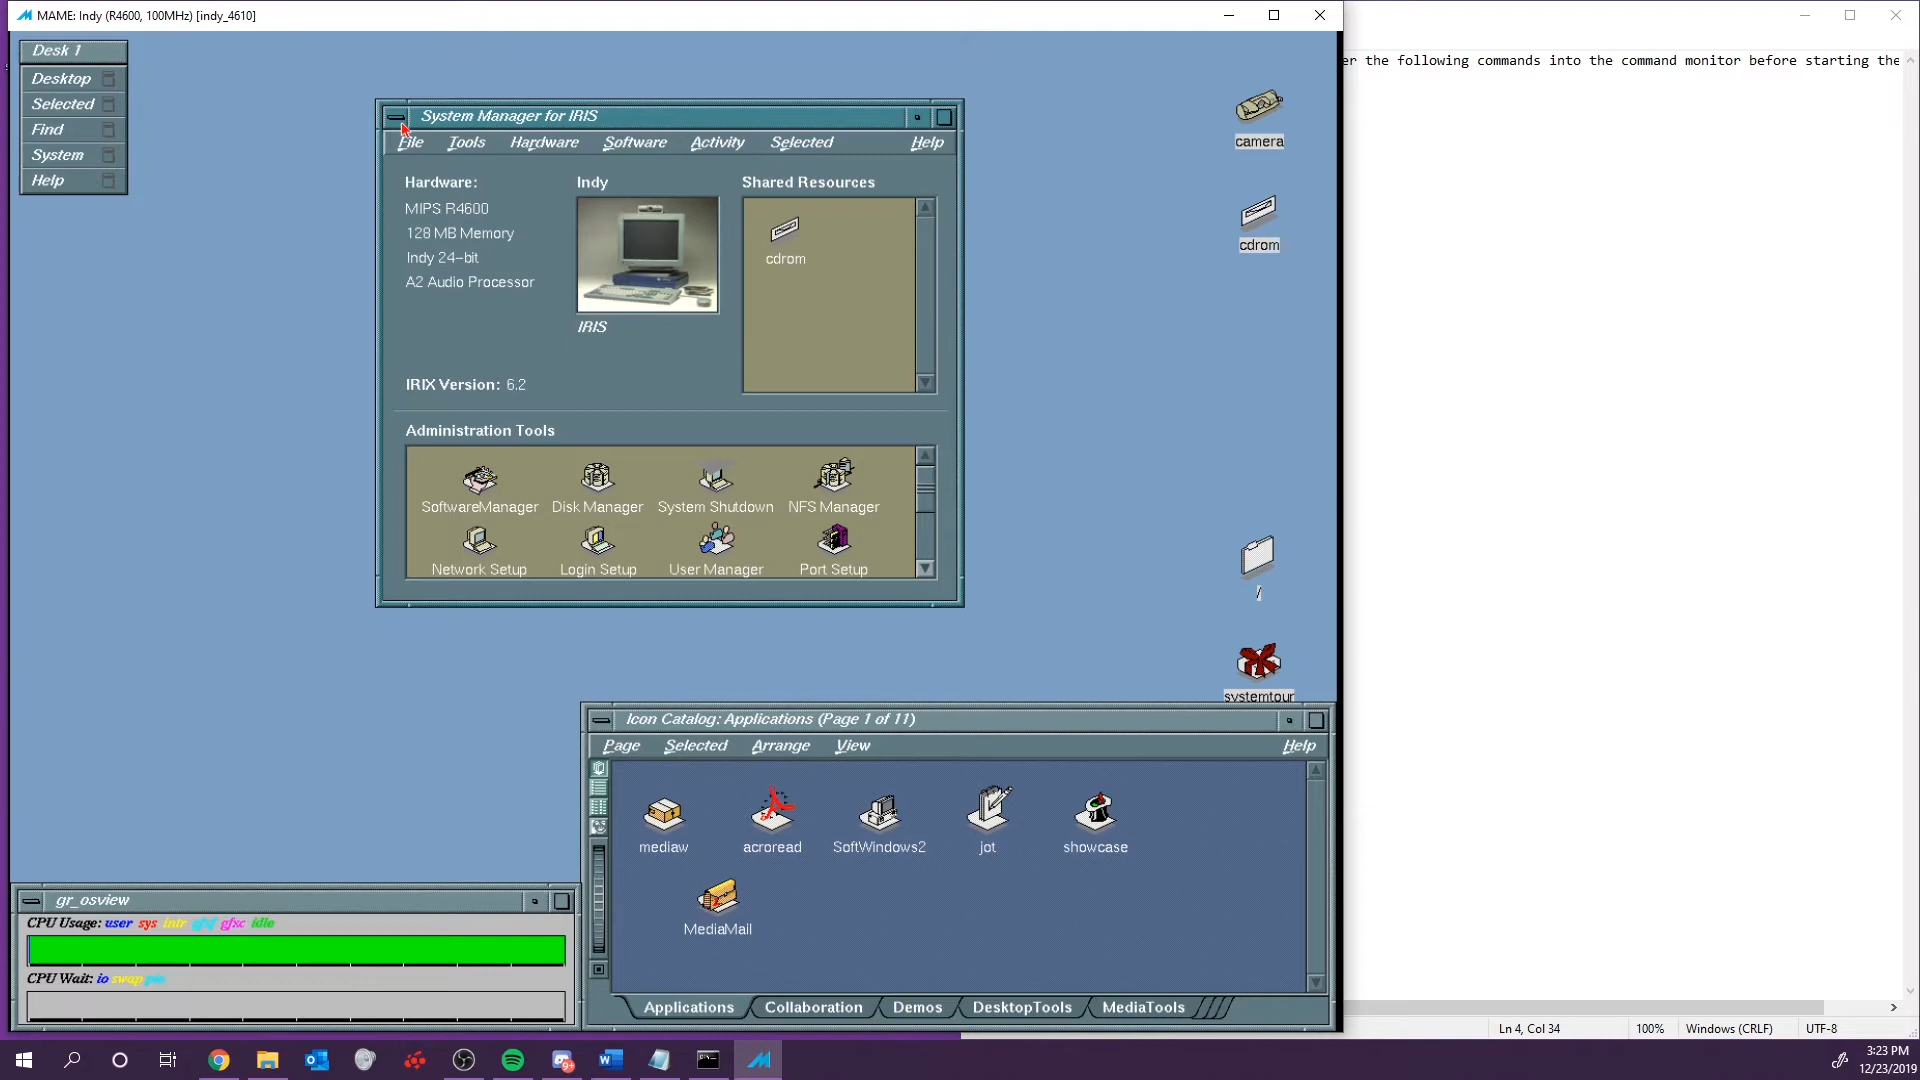 MAME: Indy (R4600, 100MHz) [indy_4610]
Desk 1
Desktop
Selected
Find
System
Help
er the following commands into the command monitor before starting the
System Manager for IRIS
File Tools Hardware Software Activity Selected Help
Hardware:
MIPS R4600
128 MB Memory
Indy 24-bit
A2 Audio Processor
Indy
IRIS
Shared Resources
cdrom
IRIX Version: 6.2
Administration Tools
SoftwareManager Disk Manager System Shutdown NFS Manager
Network Setup Login Setup User Manager Port Setup
camera
cdrom
/
systemtour
Icon Catalog: Applications (Page 1 of 11)
Page Selected Arrange View Help
mediaw acroread SoftWindows2 jot showcase
MediaMail
Applications Collaboration Demos DesktopTools MediaTools
gr_osview
CPU Usage: user sys intr gfxf gfxc idle
CPU Wait: io swap pio
Ln 4, Col 34 100% Windows (CRLF) UTF-8
9+
3:23 PM
12/23/2019